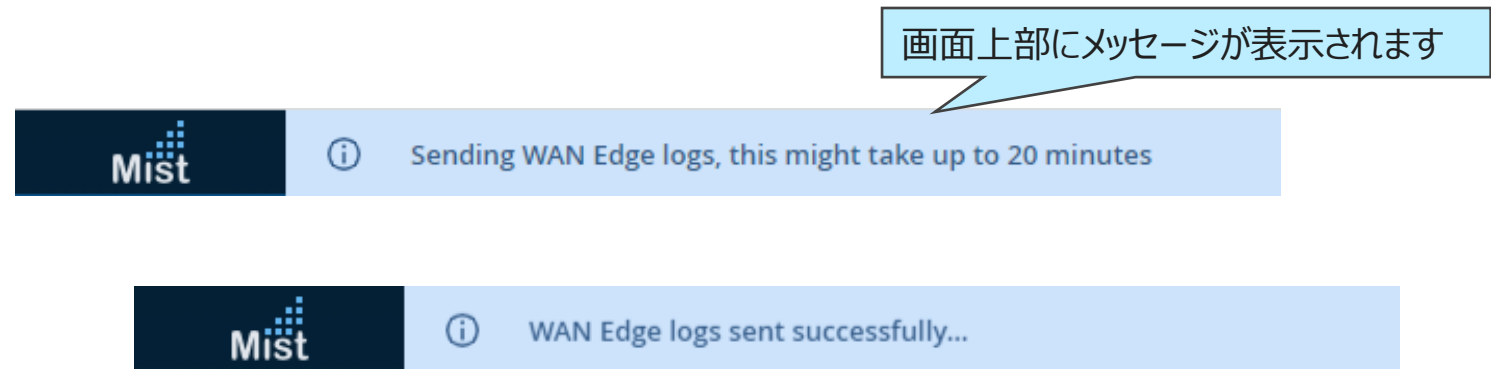 画面上部にメッセージが表示されます
Mist
Sending WAN Edge logs, this might take up to 20 minutes
Mist
WAN Edge logs sent successfully...